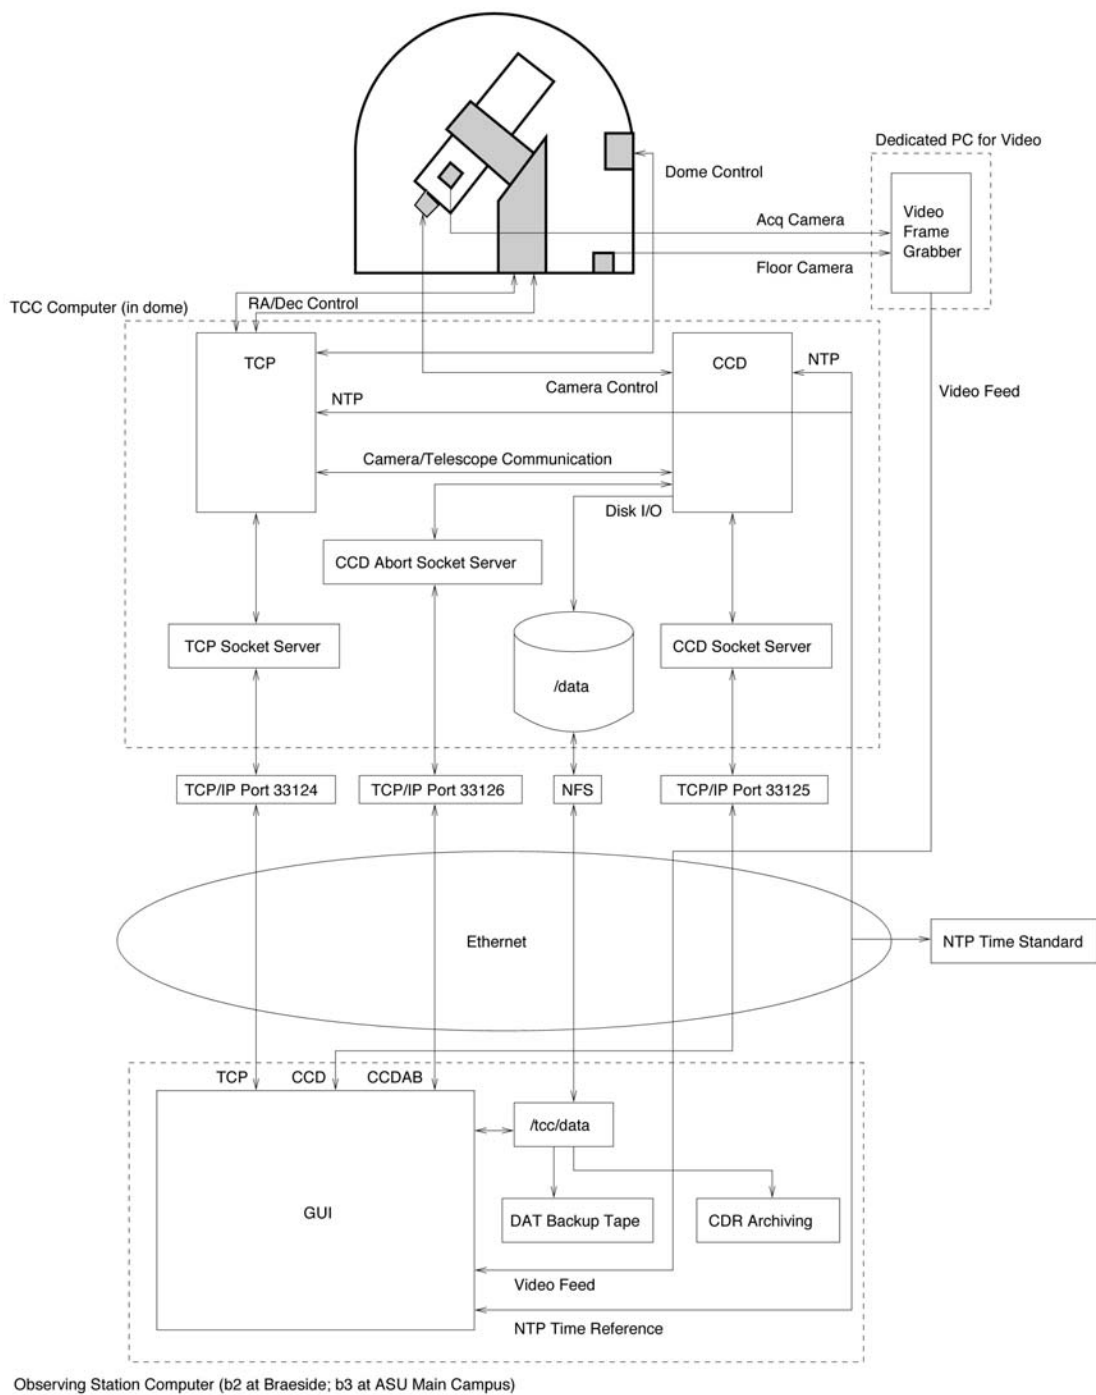 Dedicated PC for Video
Dome Control
Acq Camera
Video
Frame
Grabber
Floor Camera
TCC Computer (in dome)
RA/Dec Control
TCP
CCD
NTP
Camera Control
NTP
Video Feed
Camera/Telescope Communication
Disk I/O
CCD Abort Socket Server
TCP Socket Server
CCD Socket Server
/data
TCP/IP Port 33124
TCP/IP Port 33126
NFS
TCP/IP Port 33125
Ethernet
NTP Time Standard
TCP
CCD
CCDAB
/tcc/data
GUI
DAT Backup Tape
CDR Archiving
Video Feed
NTP Time Reference
Observing Station Computer (b2 at Braeside; b3 at ASU Main Campus)